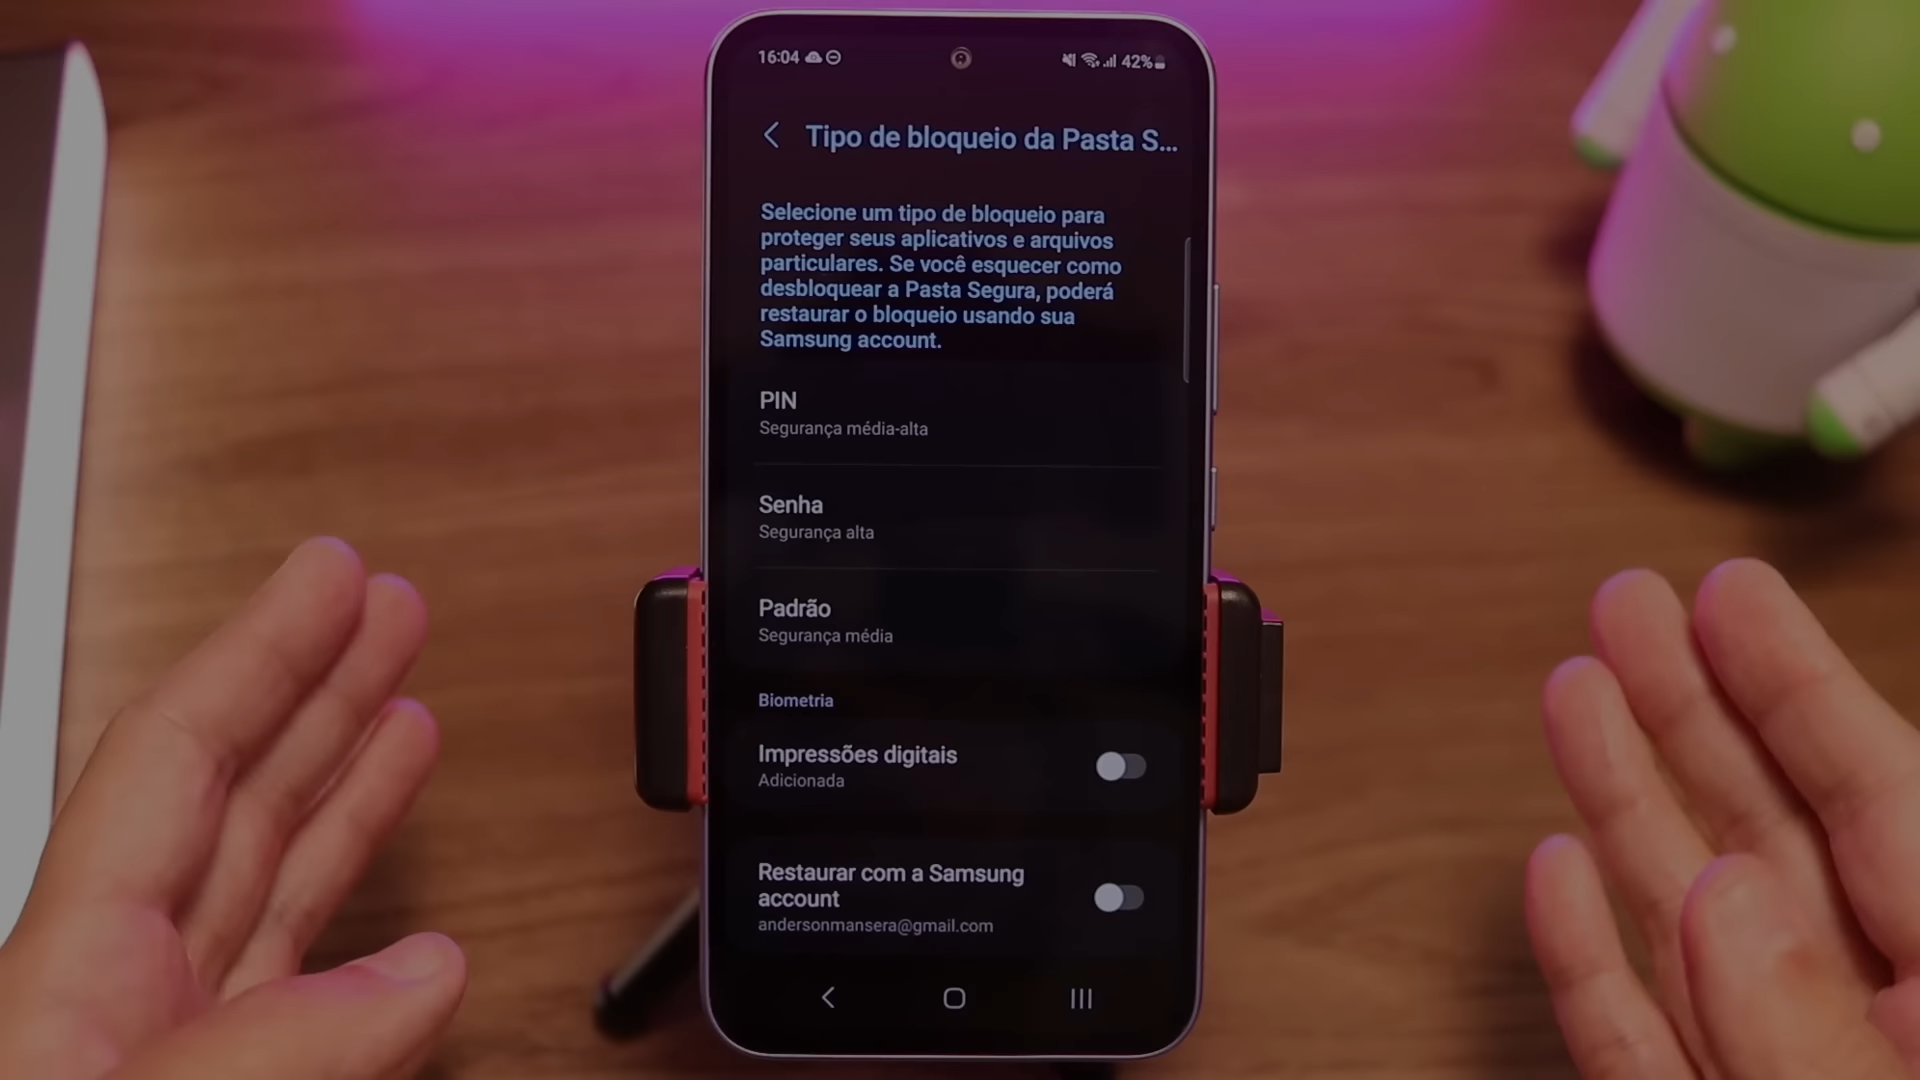 16:04
42%
Tipo de bloqueio da Pasta S...
Selecione um tipo de bloqueio para
proteger seus aplicativos e arquivos
particulares. Se você esquecer como
desbloquear a Pasta Segura, poderá
restaurar o bloqueio usando sua
Samsung account.
PIN
Segurança média-alta
Senha
Segurança alta
Padrão
Segurança média
Biometria
Impressões digitais
Adicionada
Restaurar com a Samsung
account
andersonmansera@gmail.com